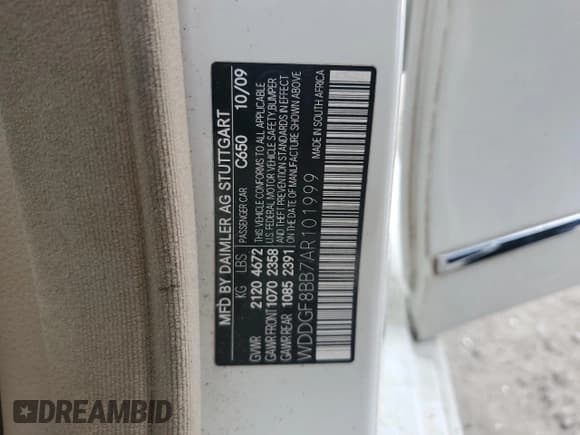 MFD BY DAIMLER AG STUTTGART
KG LBS PASSENGER CAR C650 10/09
GVWR 2120 4672 THIS VEHICLE CONFORMS TO ALL APPLICABLE
GAWR FRONT 1070 2358 U.S. FEDERAL MOTOR VEHICLE SAFETY, BUMPER
GAWR REAR 1085 2391 AND THEFT PREVENTION STANDARDS IN EFFECT
ON THE DATE OF MANUFACTURE SHOWN ABOVE
WDDGF8BB7AR101999 MADE IN SOUTH AFRICA
DREAMBID